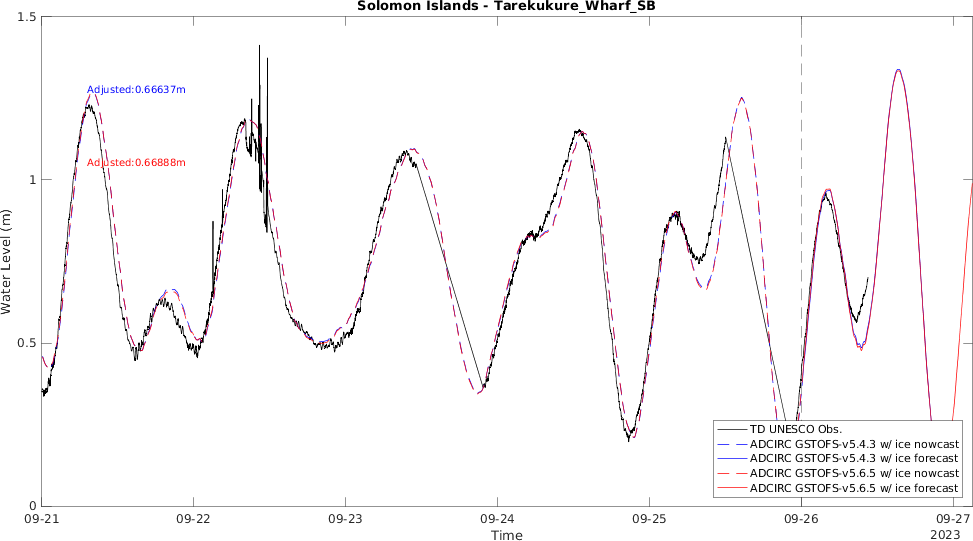 Solomon Islands - Tarekukure_Wharf_SB
1.5
1
0.5
0
Water Level (m)
Adjusted:0.66637m
Adjusted:0.66888m
TD UNESCO Obs.
ADCIRC GSTOFS-v5.4.3 w/ ice nowcast
ADCIRC GSTOFS-v5.4.3 w/ ice forecast
ADCIRC GSTOFS-v5.6.5 w/ ice nowcast
ADCIRC GSTOFS-v5.6.5 w/ ice forecast
09-21 09-22 09-23 09-24 09-25 09-26 09-27
Time
2023